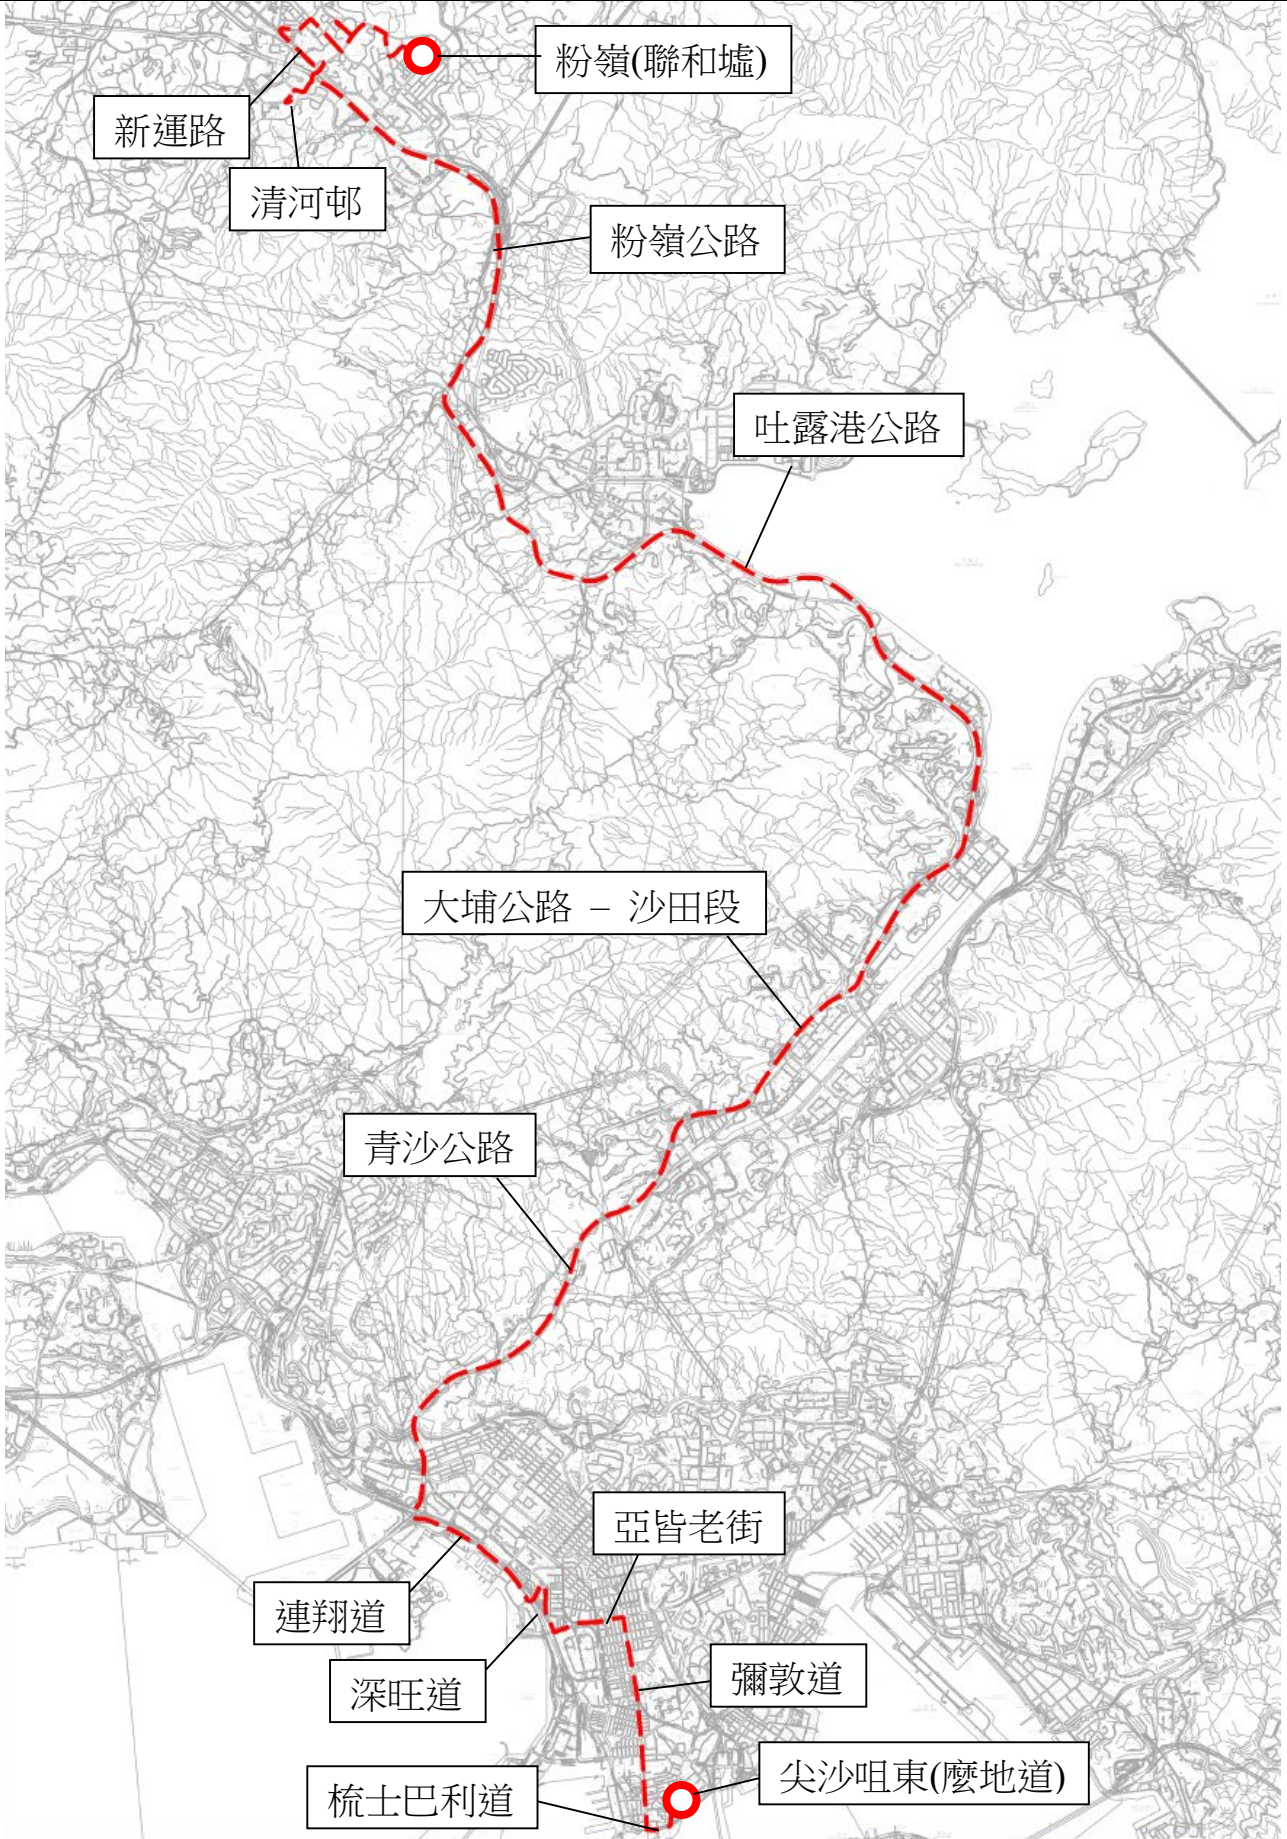 粉嶺(聯和墟)
新運路
清河邨
粉嶺公路
吐露港公路
大埔公路 – 沙田段
青沙公路
亞皆老街
連翔道
深旺道
彌敦道
尖沙咀東(麼地道)
梳士巴利道